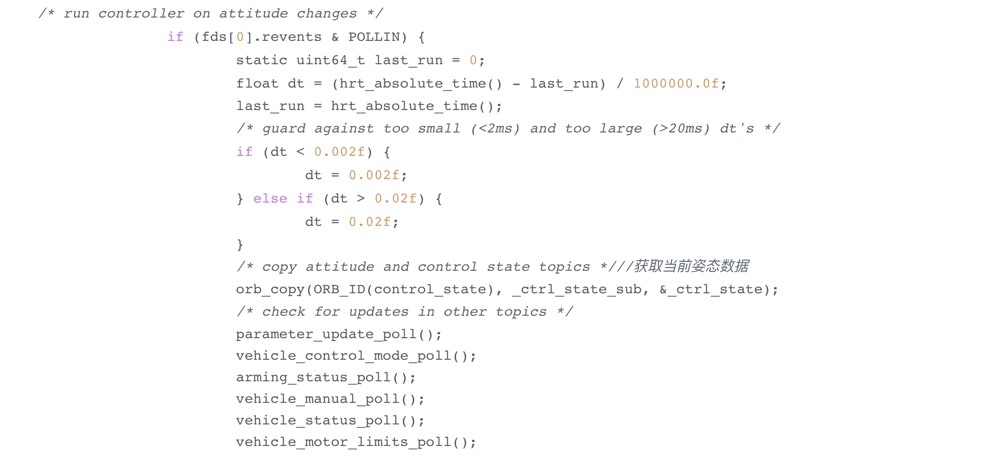 /* run controller on attitude changes */
if (fds[0].revents & POLLIN) {
static uint64_t last_run = 0;
float dt = (hrt_absolute_time() - last_run) / 1000000.0f;
last_run = hrt_absolute_time();
/* guard against too small (<2ms) and too large (>20ms) dt's */
if (dt < 0.002f) {
dt = 0.002f;
} else if (dt > 0.02f) {
dt = 0.02f;
}
/* copy attitude and control state topics *///获取当前姿态数据
orb_copy(ORB_ID(control_state), _ctrl_state_sub, &_ctrl_state);
/* check for updates in other topics */
parameter_update_poll();
vehicle_control_mode_poll();
arming_status_poll();
vehicle_manual_poll();
vehicle_status_poll();
vehicle_motor_limits_poll();